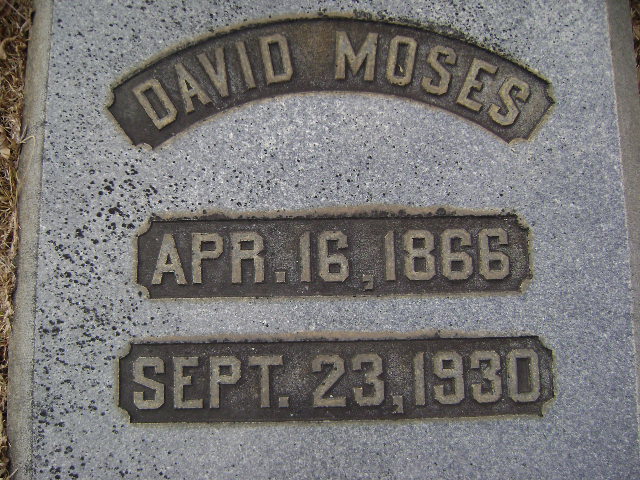 DAVID MOSES
APR. 16, 1866
SEPT. 23, 1930